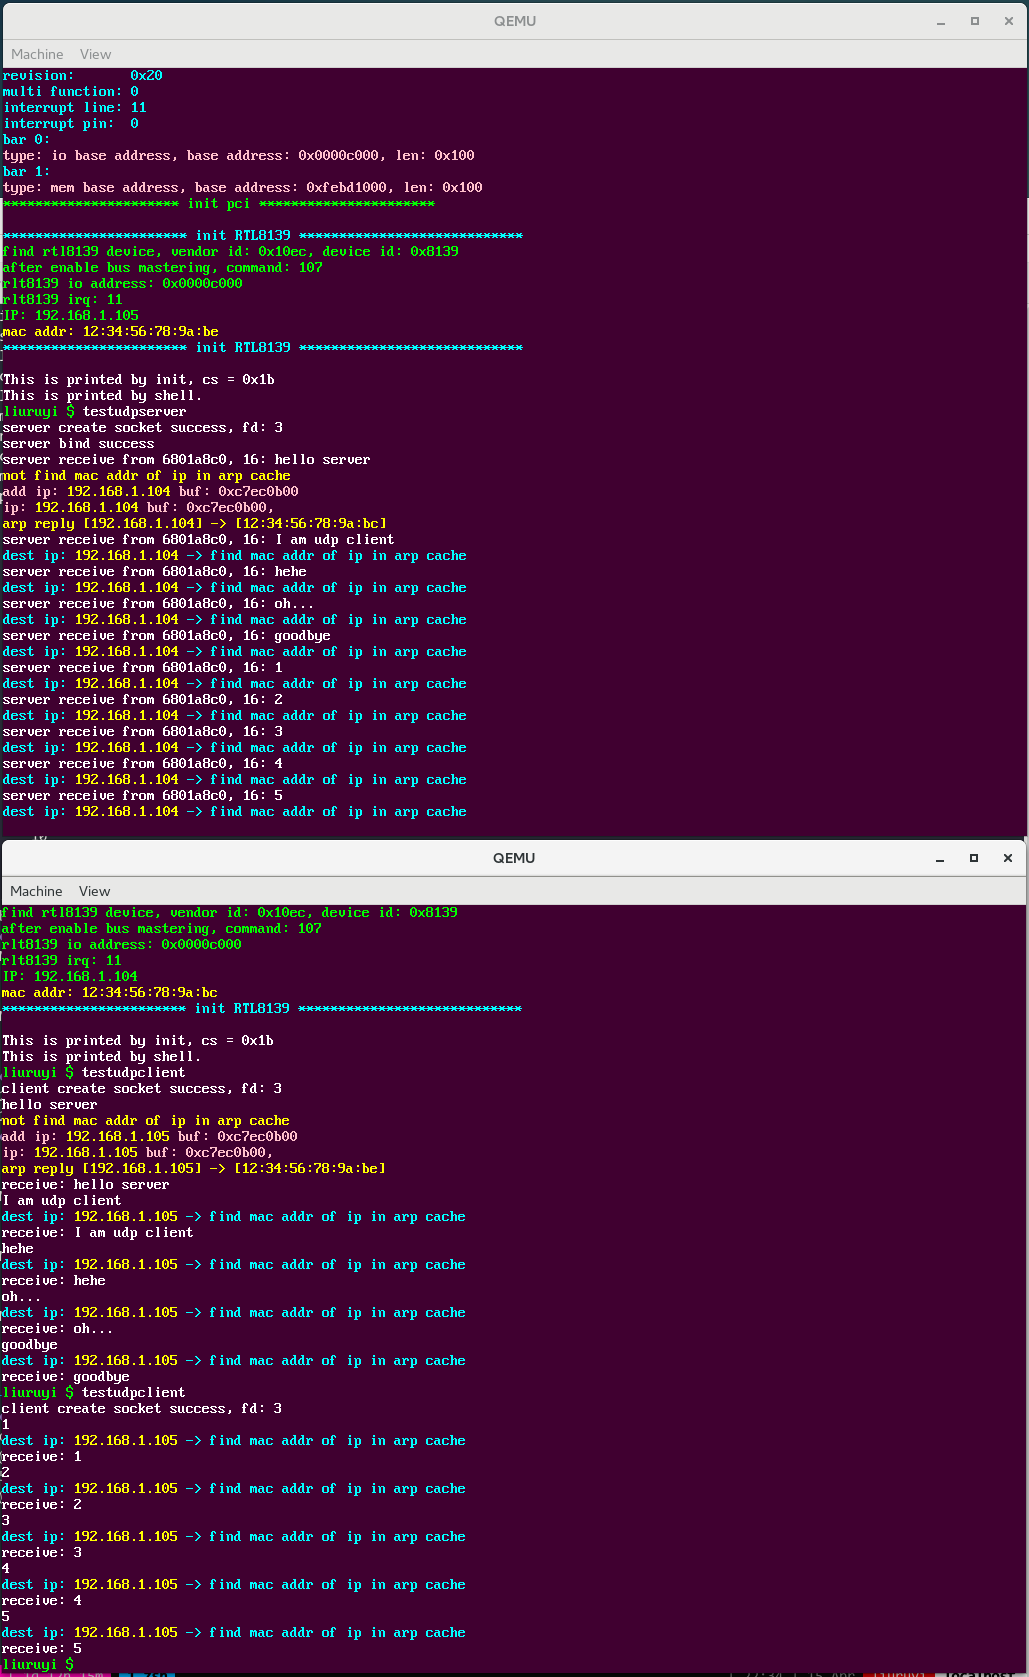 QEMU
Machine View
revision: 0x20
multi function: 0
interrupt line: 11
interrupt pin: 0
bar 0:
type: io base address, base address: 0x0000c000, len: 0x100
bar 1:
type: mem base address, base address: 0xfebd1000, len: 0x100
********************** init pci **********************
*********************** init RTL8139 ****************************
find rtl8139 device, vendor id: 0x10ec, device id: 0x8139
after enable bus mastering, command: 107
rlt8139 io address: 0x0000c000
rlt8139 irq: 11
IP: 192.168.1.105
mac addr: 12:34:56:78:9a:be
*********************** init RTL8139 ****************************
This is printed by init, cs = 0x1b
This is printed by shell.
liuruyi $ testudpserver
server create socket success, fd: 3
server bind success
server receive from 6801a8c0, 16: hello server
not find mac addr of ip in arp cache
add ip: 192.168.1.104 buf: 0xc7ec0b00
ip: 192.168.1.104 buf: 0xc7ec0b00,
arp reply [192.168.1.104] -> [12:34:56:78:9a:bc]
server receive from 6801a8c0, 16: I am udp client
dest ip: 192.168.1.104 -> find mac addr of ip in arp cache
server receive from 6801a8c0, 16: hehe
dest ip: 192.168.1.104 -> find mac addr of ip in arp cache
server receive from 6801a8c0, 16: oh...
dest ip: 192.168.1.104 -> find mac addr of ip in arp cache
server receive from 6801a8c0, 16: goodbye
dest ip: 192.168.1.104 -> find mac addr of ip in arp cache
server receive from 6801a8c0, 16: 1
dest ip: 192.168.1.104 -> find mac addr of ip in arp cache
server receive from 6801a8c0, 16: 2
dest ip: 192.168.1.104 -> find mac addr of ip in arp cache
server receive from 6801a8c0, 16: 3
dest ip: 192.168.1.104 -> find mac addr of ip in arp cache
server receive from 6801a8c0, 16: 4
dest ip: 192.168.1.104 -> find mac addr of ip in arp cache
server receive from 6801a8c0, 16: 5
dest ip: 192.168.1.104 -> find mac addr of ip in arp cache
QEMU
Machine View
find rtl8139 device, vendor id: 0x10ec, device id: 0x8139
after enable bus mastering, command: 107
rlt8139 io address: 0x0000c000
rlt8139 irq: 11
IP: 192.168.1.104
mac addr: 12:34:56:78:9a:bc
*********************** init RTL8139 ****************************
This is printed by init, cs = 0x1b
This is printed by shell.
liuruyi $ testudpclient
client create socket success, fd: 3
hello server
not find mac addr of ip in arp cache
add ip: 192.168.1.105 buf: 0xc7ec0b00
ip: 192.168.1.105 buf: 0xc7ec0b00,
arp reply [192.168.1.105] -> [12:34:56:78:9a:be]
receive: hello server
I am udp client
dest ip: 192.168.1.105 -> find mac addr of ip in arp cache
receive: I am udp client
hehe
dest ip: 192.168.1.105 -> find mac addr of ip in arp cache
receive: hehe
oh...
dest ip: 192.168.1.105 -> find mac addr of ip in arp cache
receive: oh...
goodbye
dest ip: 192.168.1.105 -> find mac addr of ip in arp cache
receive: goodbye
liuruyi $ testudpclient
client create socket success, fd: 3
1
dest ip: 192.168.1.105 -> find mac addr of ip in arp cache
receive: 1
2
dest ip: 192.168.1.105 -> find mac addr of ip in arp cache
receive: 2
3
dest ip: 192.168.1.105 -> find mac addr of ip in arp cache
receive: 3
4
dest ip: 192.168.1.105 -> find mac addr of ip in arp cache
receive: 4
5
dest ip: 192.168.1.105 -> find mac addr of ip in arp cache
receive: 5
liuruyi $